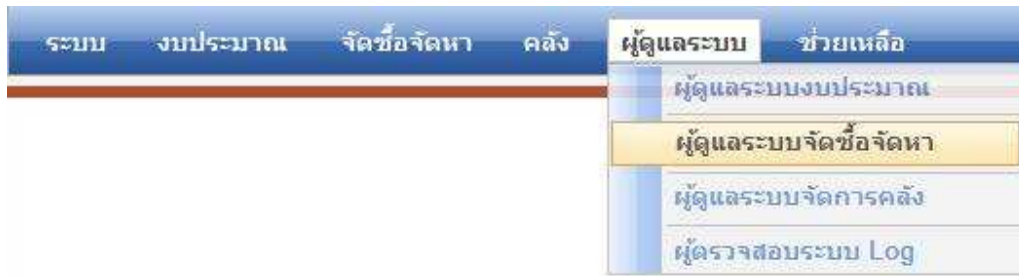 ระบบ งบประมาณ จัดซื้อจัดหา คลัง ผู้ดูแลระบบ ช่วยเหลือ
ผู้ดูแลระบบงบประมาณ
ผู้ดูแลระบบจัดซื้อจัดหา
ผู้ดูแลระบบจัดการคลัง
ผู้ตรวจสอบระบบ Log